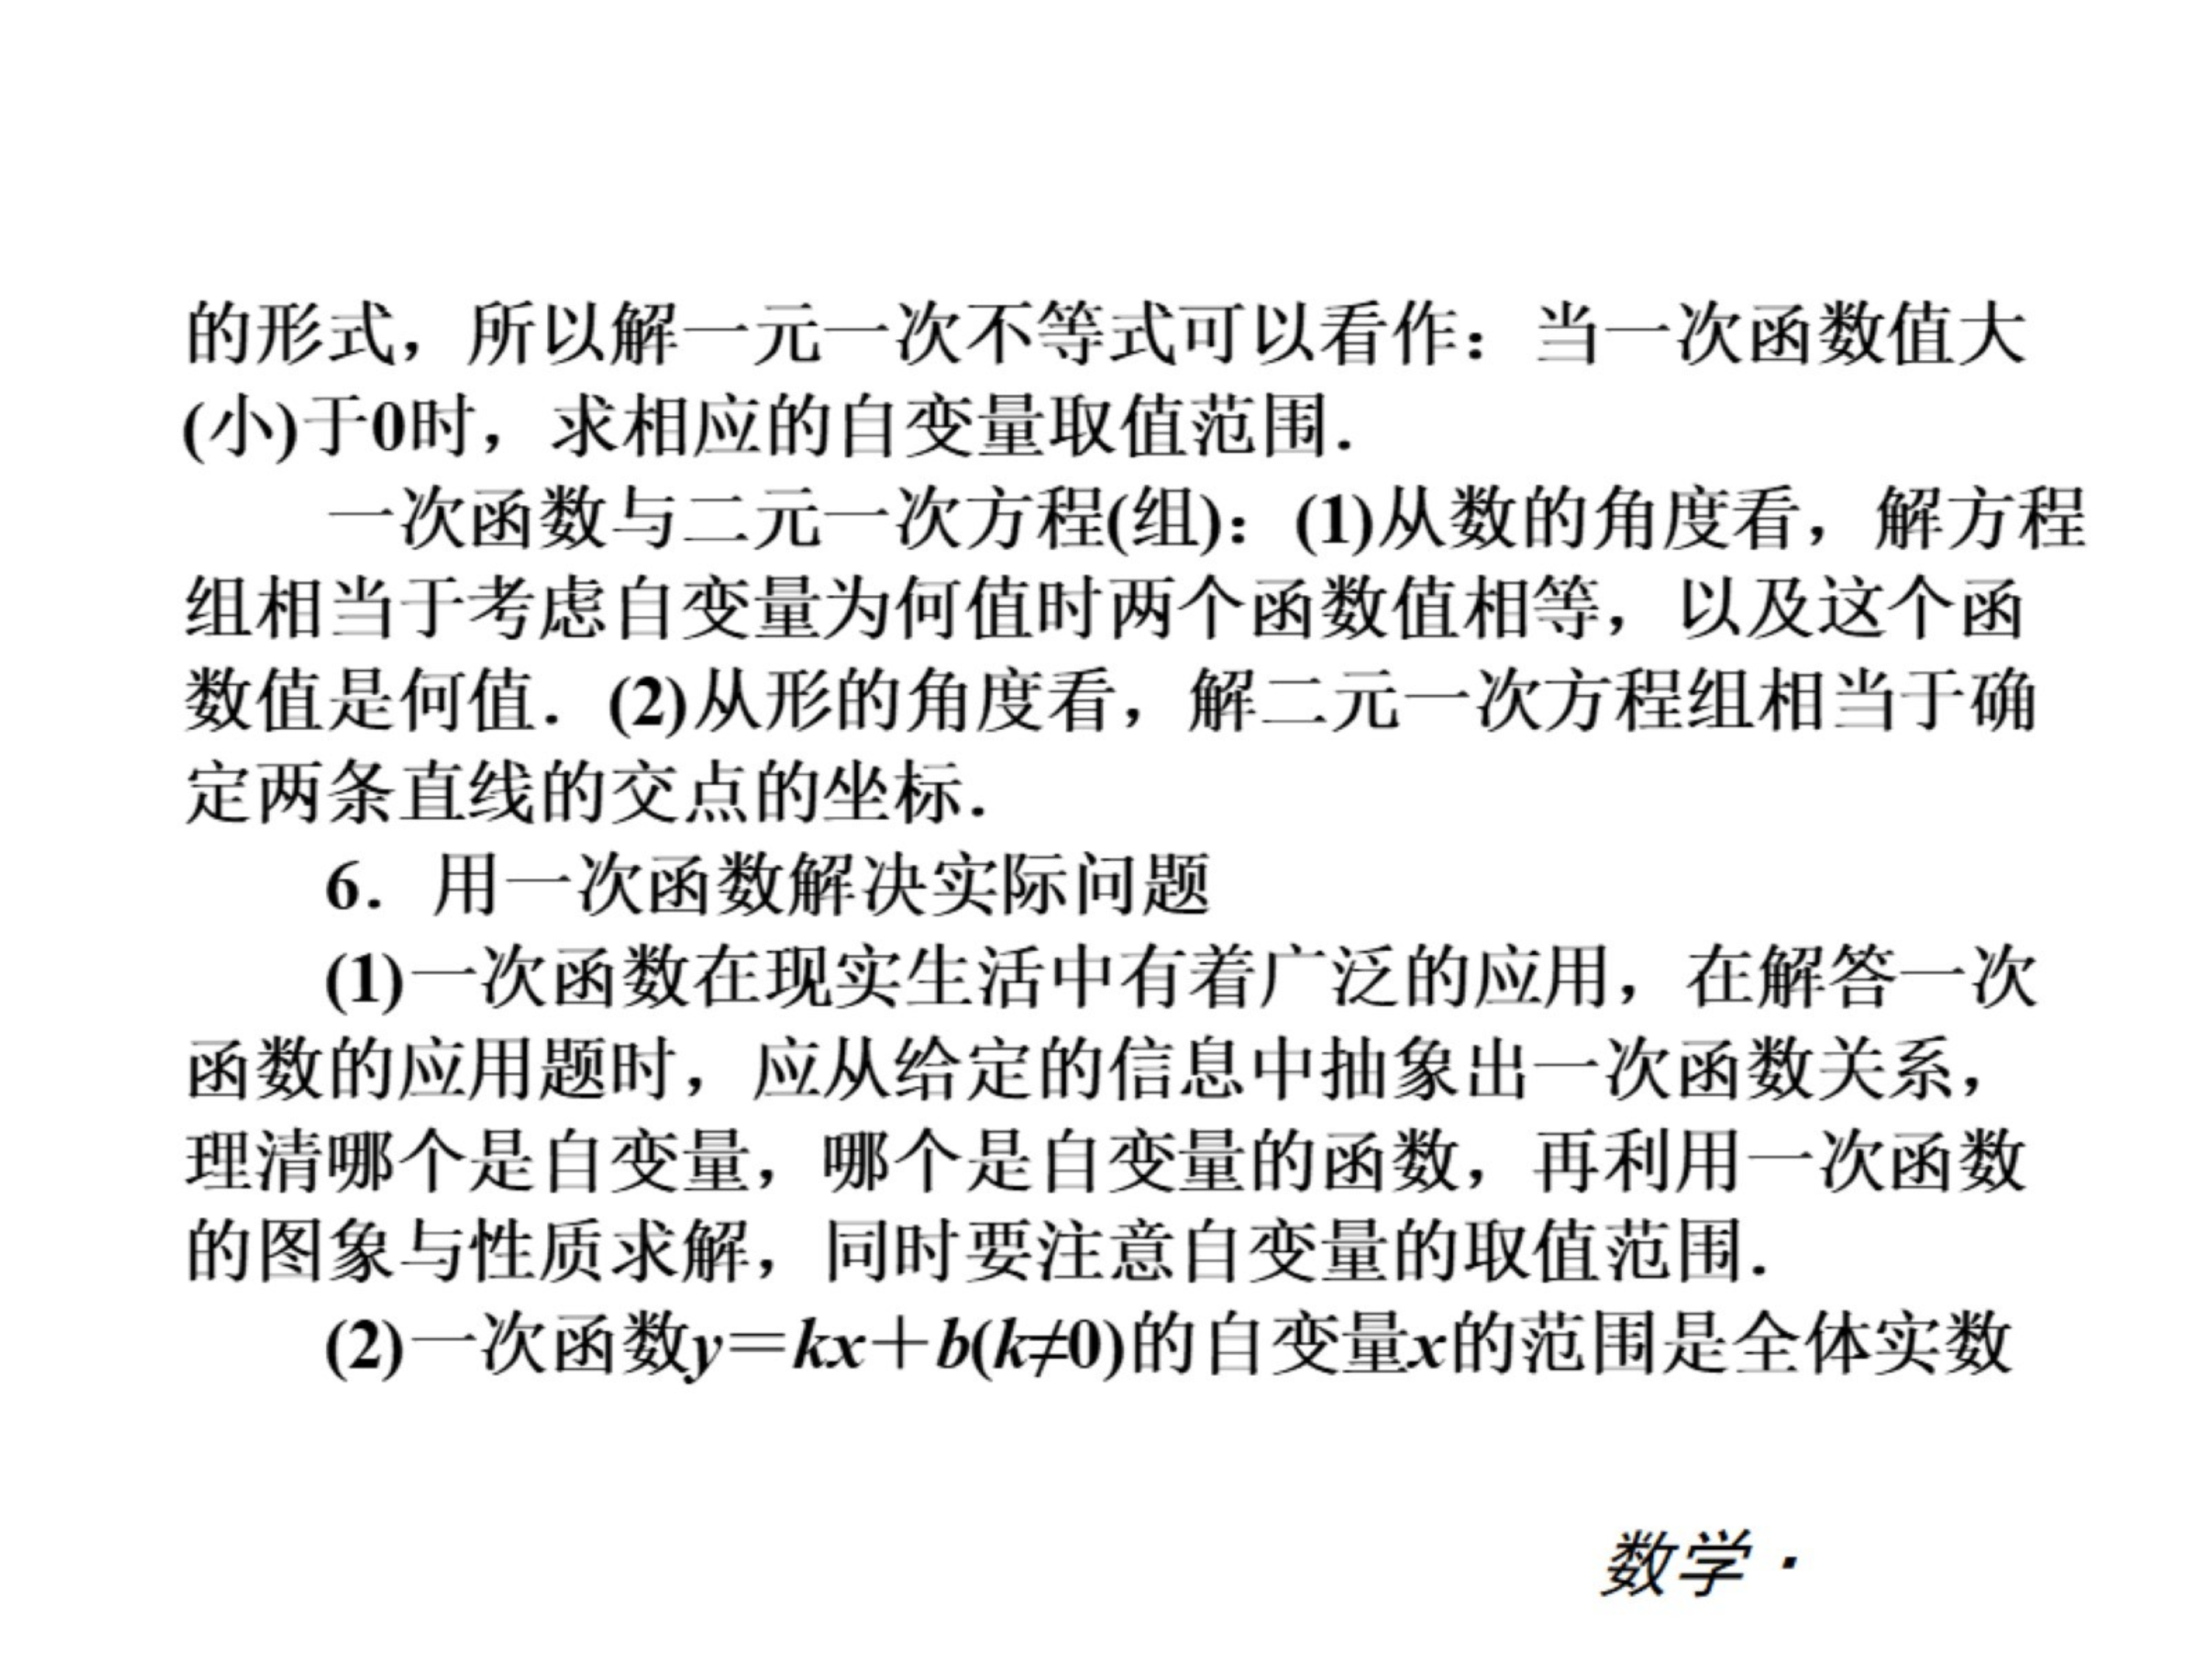 的形式，所以解一元一次不等式可以看作：当一次函数值大
(小)于0时，求相应的自变量取值范围．
一次函数与二元一次方程(组)：(1)从数的角度看，解方程
组相当于考虑自变量为何值时两个函数值相等，以及这个函
数值是何值．(2)从形的角度看，解二元一次方程组相当于确
定两条直线的交点的坐标．
6．用一次函数解决实际问题
(1)一次函数在现实生活中有着广泛的应用，在解答一次
函数的应用题时，应从给定的信息中抽象出一次函数关系，
理清哪个是自变量，哪个是自变量的函数，再利用一次函数
的图象与性质求解，同时要注意自变量的取值范围．
(2)一次函数y＝kx＋b(k≠0)的自变量x的范围是全体实数
数学·